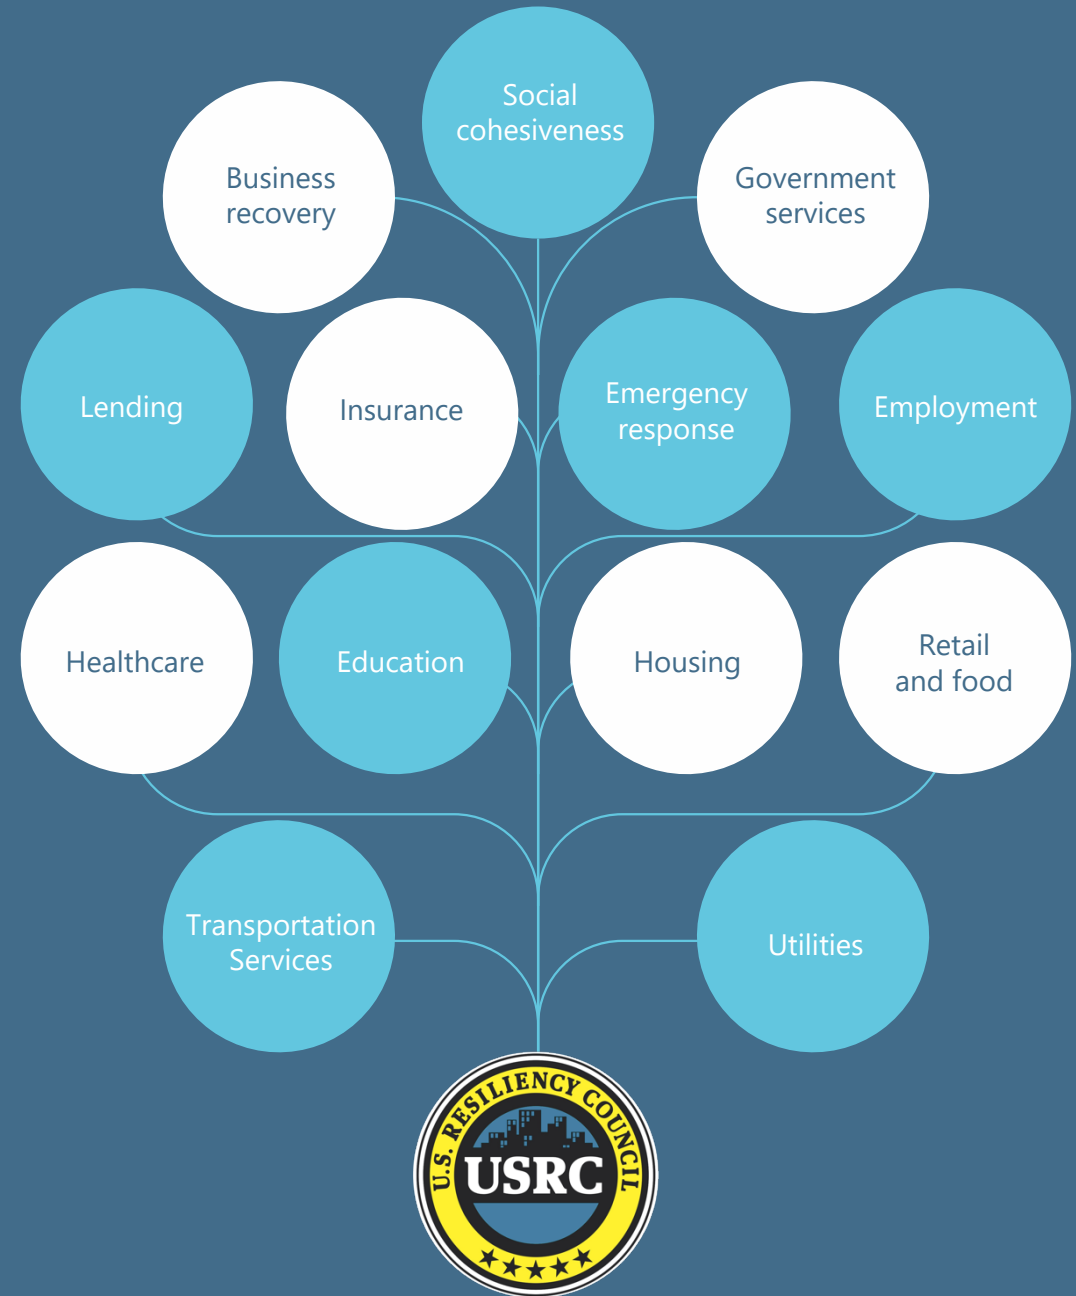 Social
cohesiveness
Business
recovery
Government
services
Lending
Insurance
Emergency
response
Employment
Healthcare
Education
Housing
Retail
and food
Transportation
Services
Utilities
U.S. RESILIENCY COUNCIL
USRC